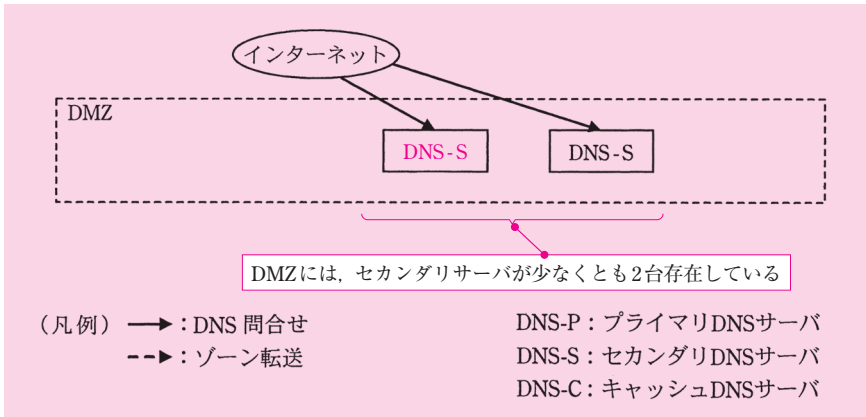 インターネット
DMZ
DNS-S
DNS-S
DMZには，セカンダリサーバが少なくとも2台存在している
（凡例）　：DNS 問合せ
：ゾーン転送
DNS-P：プライマリDNSサーバ
DNS-S：セカンダリDNSサーバ
DNS-C：キャッシュDNSサーバ